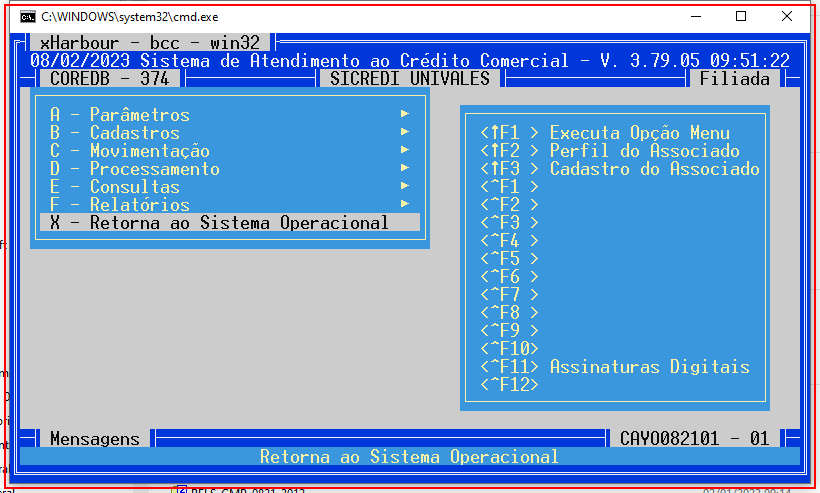 C:\WINDOWS\system32\cmd.exe
xHarbour - bcc - win32
08/02/2023 Sistema de Atendimento ao Crédito Comercial - V. 3.79.05 09:51:22
COREDB - 374 SICREDI UNIVALES Filiada
A - Parâmetros ►
B - Cadastros ►
C - Movimentação ►
D - Processamento ►
E - Consultas ►
F - Relatórios ►
X - Retorna ao Sistema Operacional
<↑F1 > Executa Opção Menu
<↑F2 > Perfil do Associado
<↑F3 > Cadastro do Associado
<^F1 >
<^F2 >
<^F3 >
<^F4 >
<^F5 >
<^F6 >
<^F7 >
<^F8 >
<^F9 >
<^F10>
<^F11> Assinaturas Digitais
<^F12>
Mensagens CAYO082101 - 01
Retorna ao Sistema Operacional